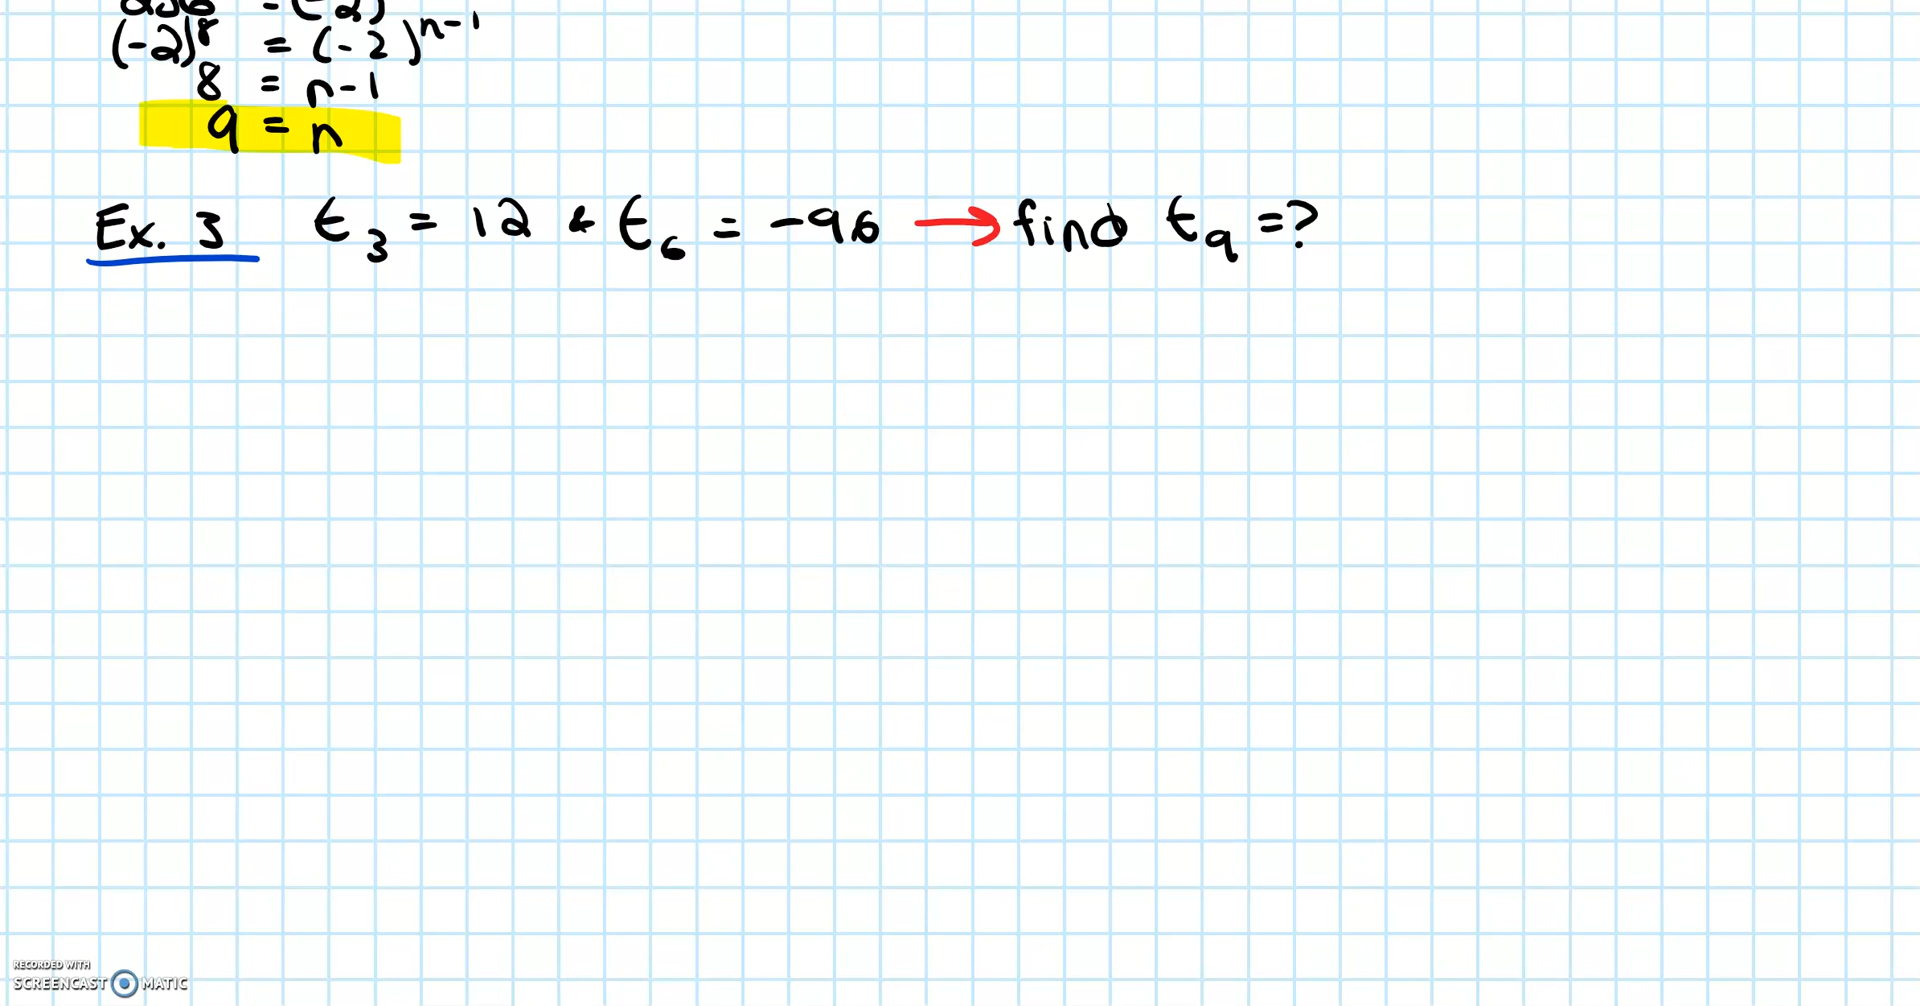 (-2)⁸ = (-2)ⁿ⁻¹
8 = n-1
9 = n
Ex. 3 t₃ = 12 & t₆ = -96 → find t₉ =?
RECORDED WITH
SCREENCAST MATIC